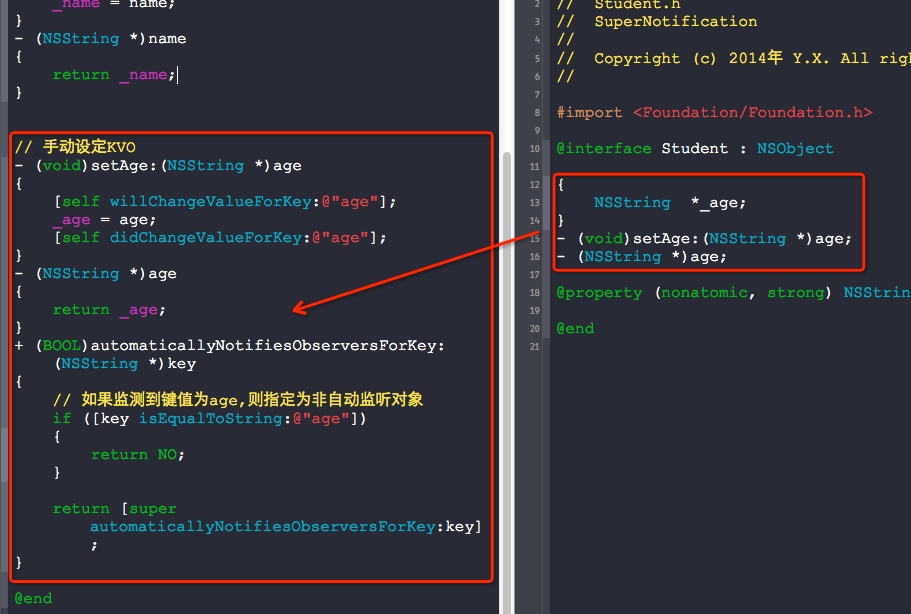 _name = name;
}
- (NSString *)name
{
return _name;
}
// 手动设定KVO
- (void)setAge:(NSString *)age
{
[self willChangeValueForKey:@"age"];
_age = age;
[self didChangeValueForKey:@"age"];
}
- (NSString *)age
{
return _age;
}
+ (BOOL)automaticallyNotifiesObserversForKey:
(NSString *)key
{
// 如果监测到键值为age,则指定为非自动监听对象
if ([key isEqualToString:@"age"])
{
return NO;
}
return [super
automaticallyNotifiesObserversForKey:key]
;
}
@end
2 // Student.h
3 // SuperNotification
4 //
5 // Copyright (c) 2014年 Y.X. All righ
6 //
7
8 #import <Foundation/Foundation.h>
9
10 @interface Student : NSObject
11
12 {
13 NSString *_age;
14 }
15 - (void)setAge:(NSString *)age;
16 - (NSString *)age;
17
18 @property (nonatomic, strong) NSStrin
19
20 @end
21